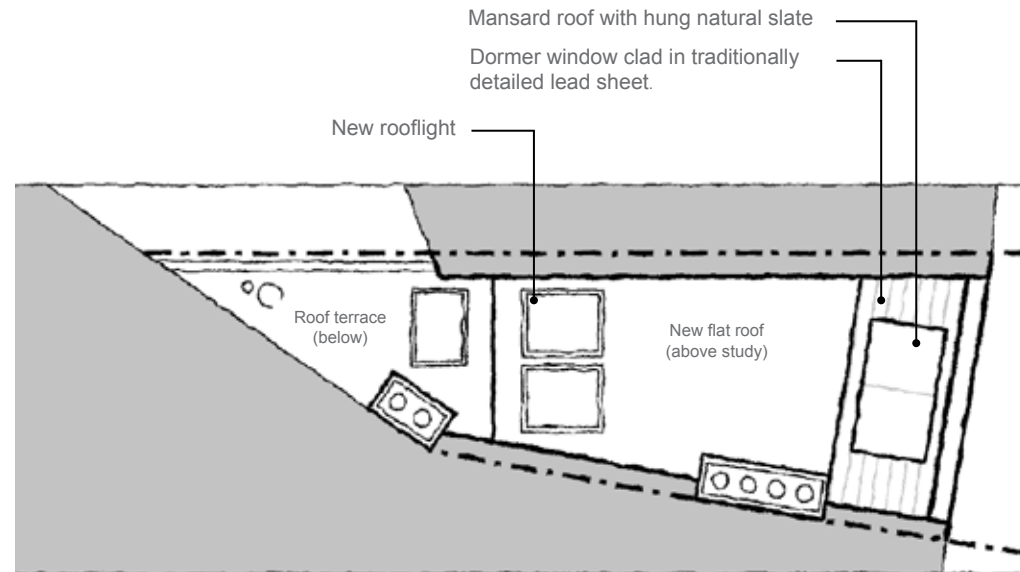 Mansard roof with hung natural slate
Dormer window clad in traditionally
detailed lead sheet.
New rooflight
Roof terrace
(below)
New flat roof
(above study)